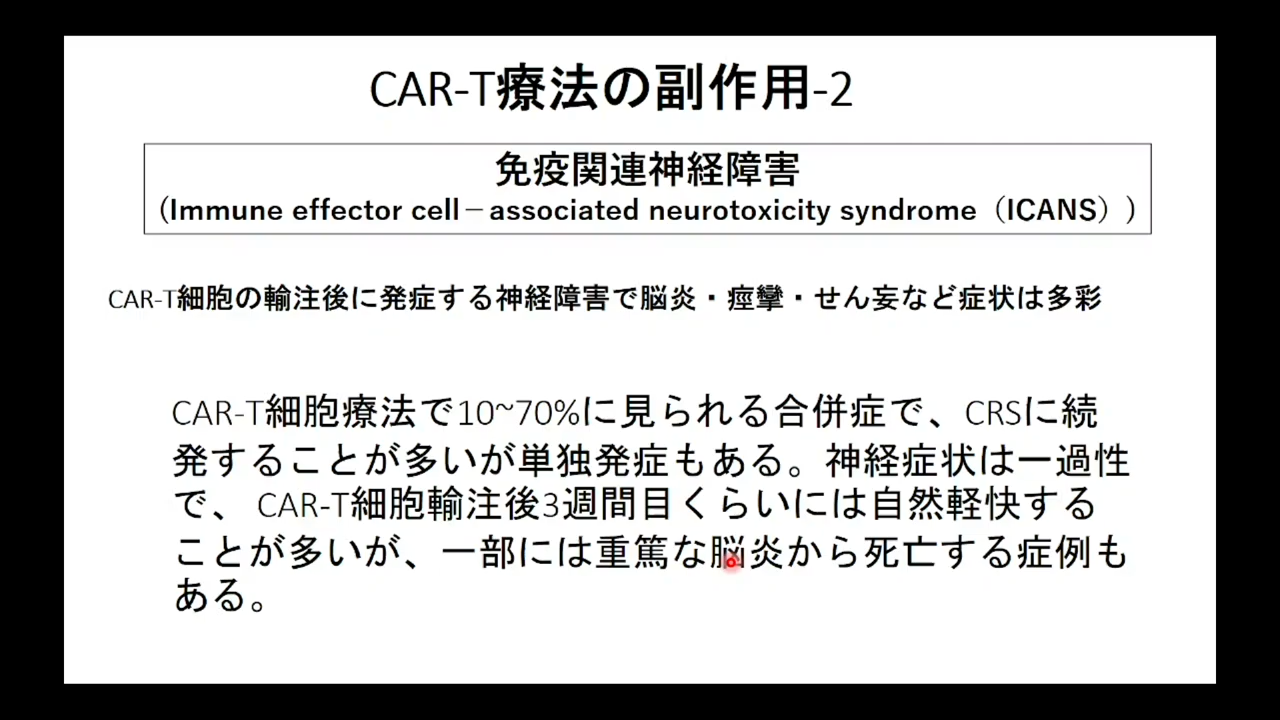 CAR-T療法の副作用-2
免疫関連神経障害
(Immune effector cell－associated neurotoxicity syndrome（ICANS）)
CAR-T細胞の輸注後に発症する神経障害で脳炎・痙攣・せん妄など症状は多彩
CAR-T細胞療法で10~70%に見られる合併症で、CRSに続
発することが多いが単独発症もある。神経症状は一過性
で、 CAR-T細胞輸注後3週間目くらいには自然軽快する
ことが多いが、一部には重篤な脳炎から死亡する症例も
ある。